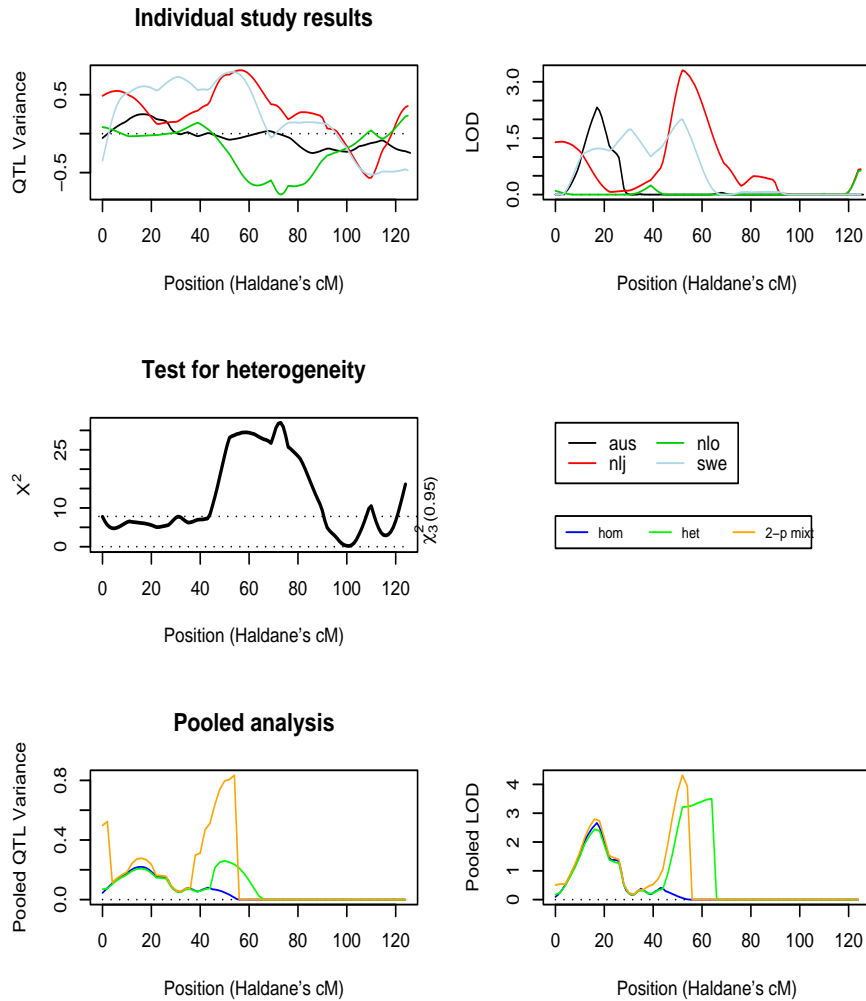 Individual study results
QTL Variance
0.5
−0.5
0 20 40 60 80 100 120
Position (Haldane's cM)
LOD
3.0
1.5
0.0
0 20 40 60 80 100 120
Position (Haldane's cM)
Test for heterogeneity
X²
25
10
0
χ²₃(0.95)
0 20 40 60 80 100 120
Position (Haldane's cM)
aus nlo
nlj swe
hom het 2−p mixt
Pooled analysis
Pooled QTL Variance
0.8
0.4
0.0
0 20 40 60 80 100 120
Position (Haldane's cM)
Pooled LOD
4
3
2
1
0
0 20 40 60 80 100 120
Position (Haldane's cM)